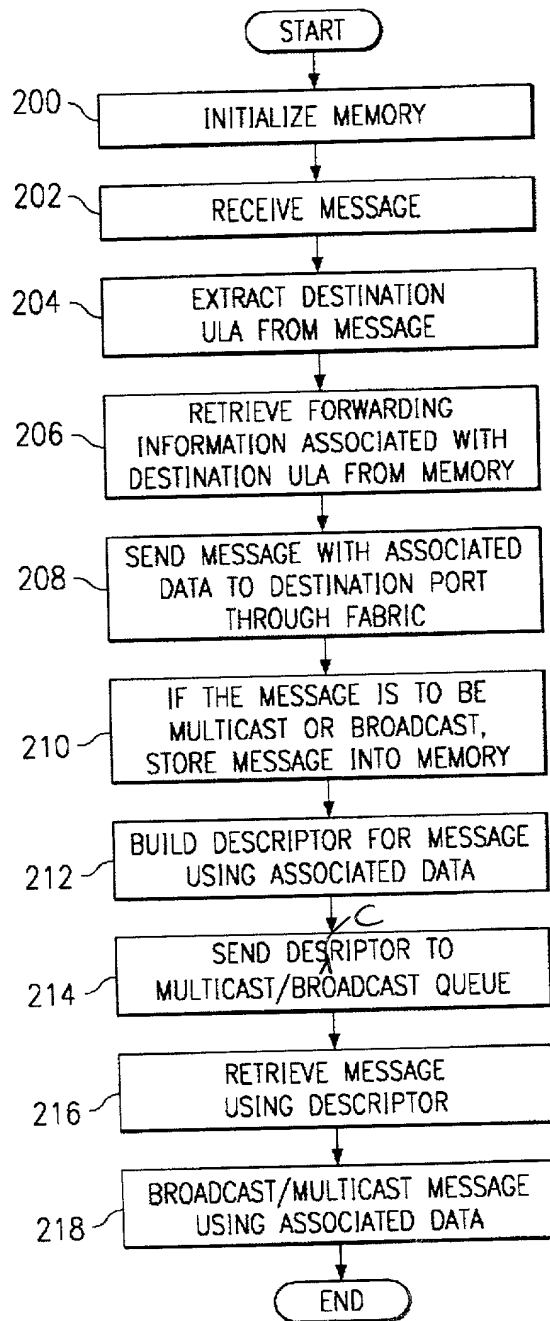 START
200
INITIALIZE MEMORY
202
RECEIVE MESSAGE
204
EXTRACT DESTINATION
ULA FROM MESSAGE
206
RETRIEVE FORWARDING
INFORMATION ASSOCIATED WITH
DESTINATION ULA FROM MEMORY
208
SEND MESSAGE WITH ASSOCIATED
DATA TO DESTINATION PORT
THROUGH FABRIC
210
IF THE MESSAGE IS TO BE
MULTICAST OR BROADCAST,
STORE MESSAGE INTO MEMORY
212
BUILD DESCRIPTOR FOR MESSAGE
USING ASSOCIATED DATA
C
214
SEND DESRIPTOR TO
MULTICAST/BROADCAST QUEUE
216
RETRIEVE MESSAGE
USING DESCRIPTOR
218
BROADCAST/MULTICAST MESSAGE
USING ASSOCIATED DATA
END